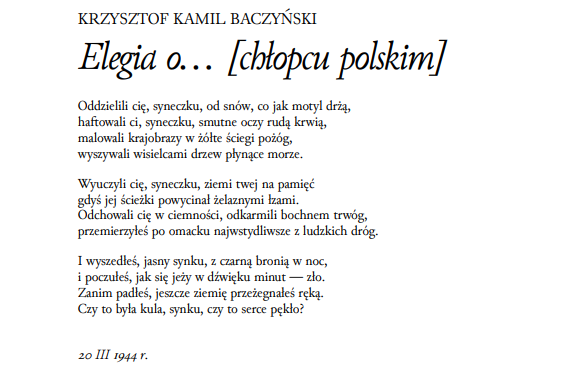 KRZYSZTOF KAMIL BACZYŃSKI
Elegia o… [chłopcu polskim]
Oddzielili cię, syneczku, od snów, co jak motyl drżą,
haftowali ci, syneczku, smutne oczy rudą krwią,
malowali krajobrazy w żółte ściegi pożóg,
wyszywali wisielcami drzew płynące morze.
Wyuczyli cię, syneczku, ziemi twej na pamięć
gdyś jej ścieżki powycinał żelaznymi łzami.
Odchowali cię w ciemności, odkarmili bochnem trwóg,
przemierzyłeś po omacku najwstydliwsze z ludzkich dróg.
I wyszedłeś, jasny synku, z czarną bronią w noc,
i poczułeś, jak się jeży w dźwięku minut — zło.
Zanim padłeś, jeszcze ziemię przeżegnałeś ręką.
Czy to była kula, synku, czy to serce pękło?
20 III 1944 r.